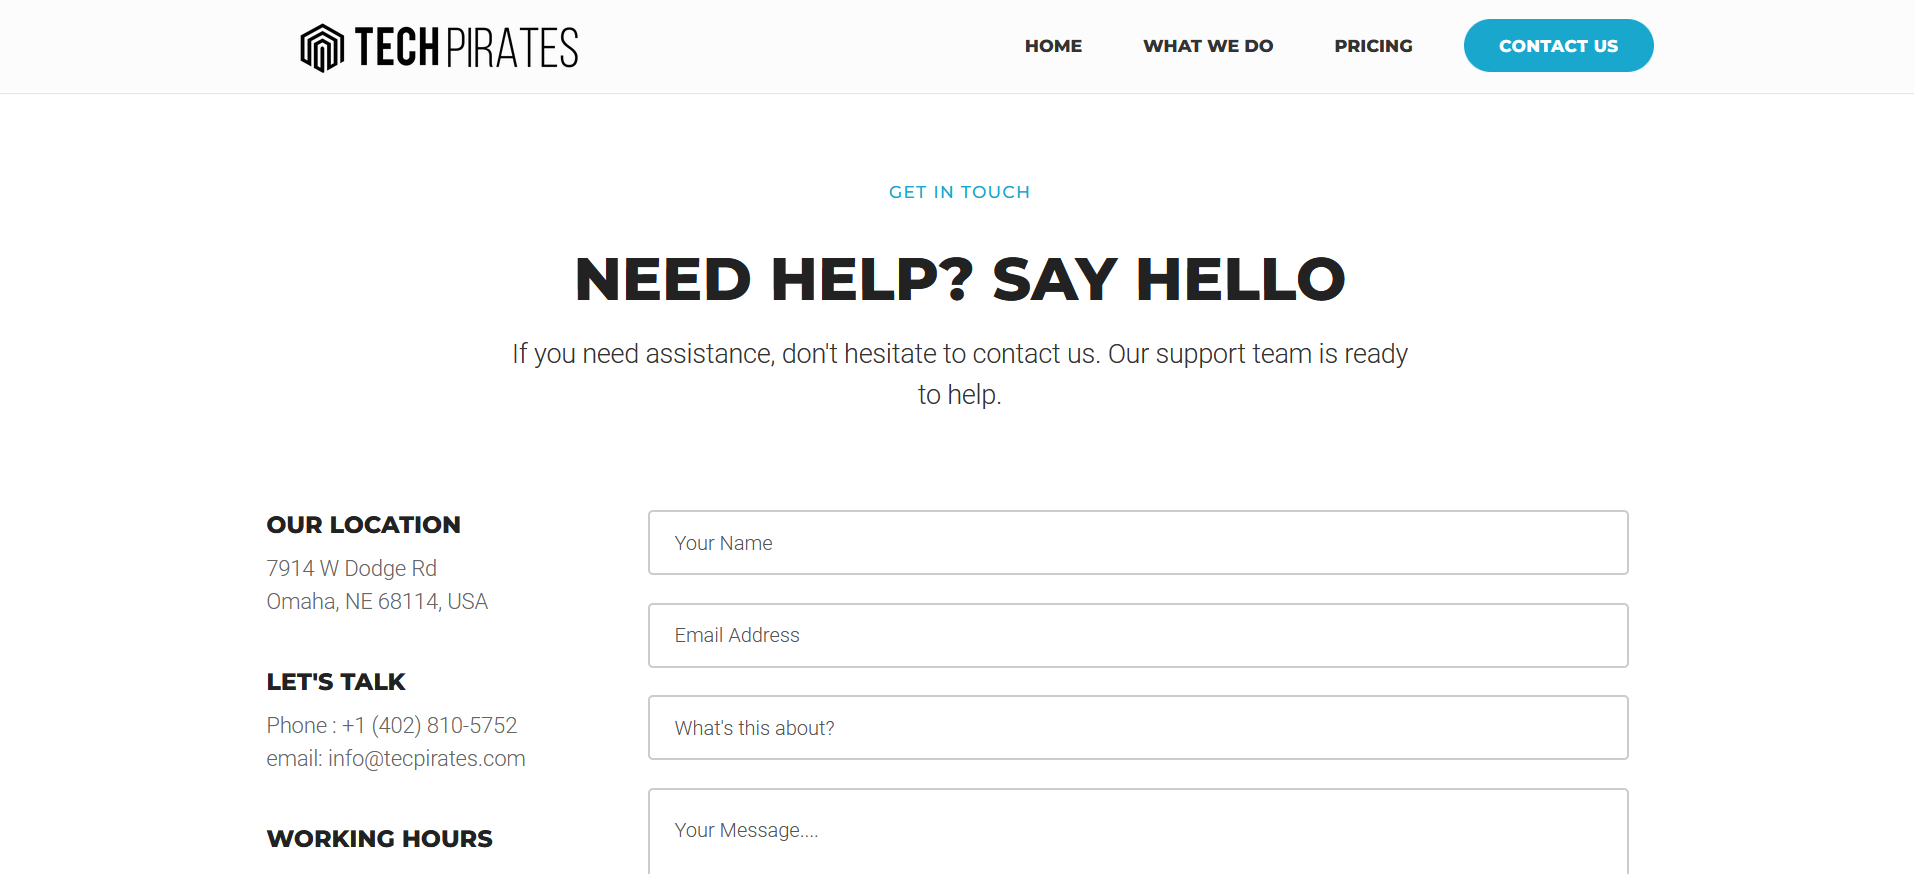 TECH PIRATES
HOME
WHAT WE DO
PRICING
CONTACT US
GET IN TOUCH
NEED HELP? SAY HELLO
If you need assistance, don't hesitate to contact us. Our support team is ready
to help.
OUR LOCATION
7914 W Dodge Rd
Omaha, NE 68114, USA
LET'S TALK
Phone : +1 (402) 810-5752
email: info@tecpirates.com
WORKING HOURS
Your Name
Email Address
What's this about?
Your Message....